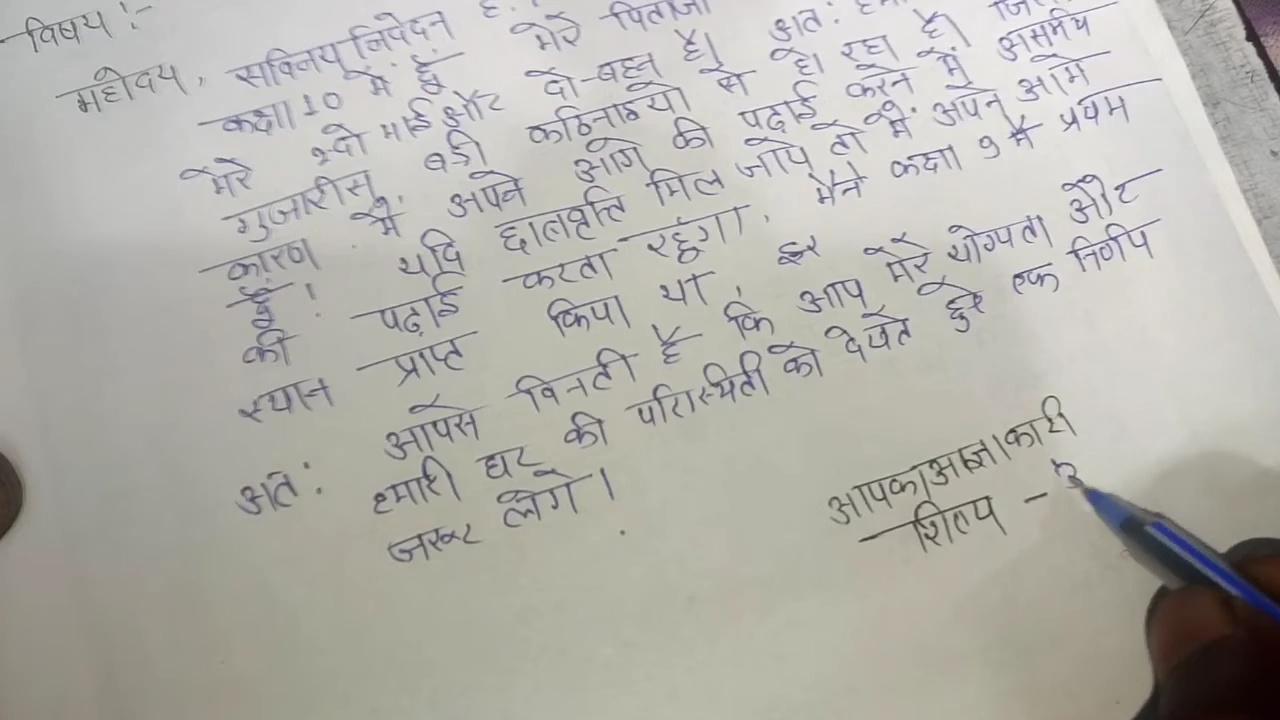 विषय :-
महोदय, सविनय निवेदन है
कक्षा 10 में हूँ मेरे पिताजी
मेरे दो भाई और दो-बहन है। अतः
गुजारीस बडी कठिनाइयो से हो रहा है।
कारण में अपने आगे की पढ़ाई करने में असमर्थ
हूँ। यदि छात्रवृत्ति मिल जाये तो मैं अपने आगे
की पढ़ाई करता रहूंगा, मैंने कक्षा 9 में प्रथम
स्थान प्राप्त किया था,
अतः आपसे विनती है कि आप मेरे योग्यता और
हमारी घर की परिस्थिती को देखते हुए एक निर्णय
जरूर लेगे।
आपका आज्ञाकारी
शिल्प -